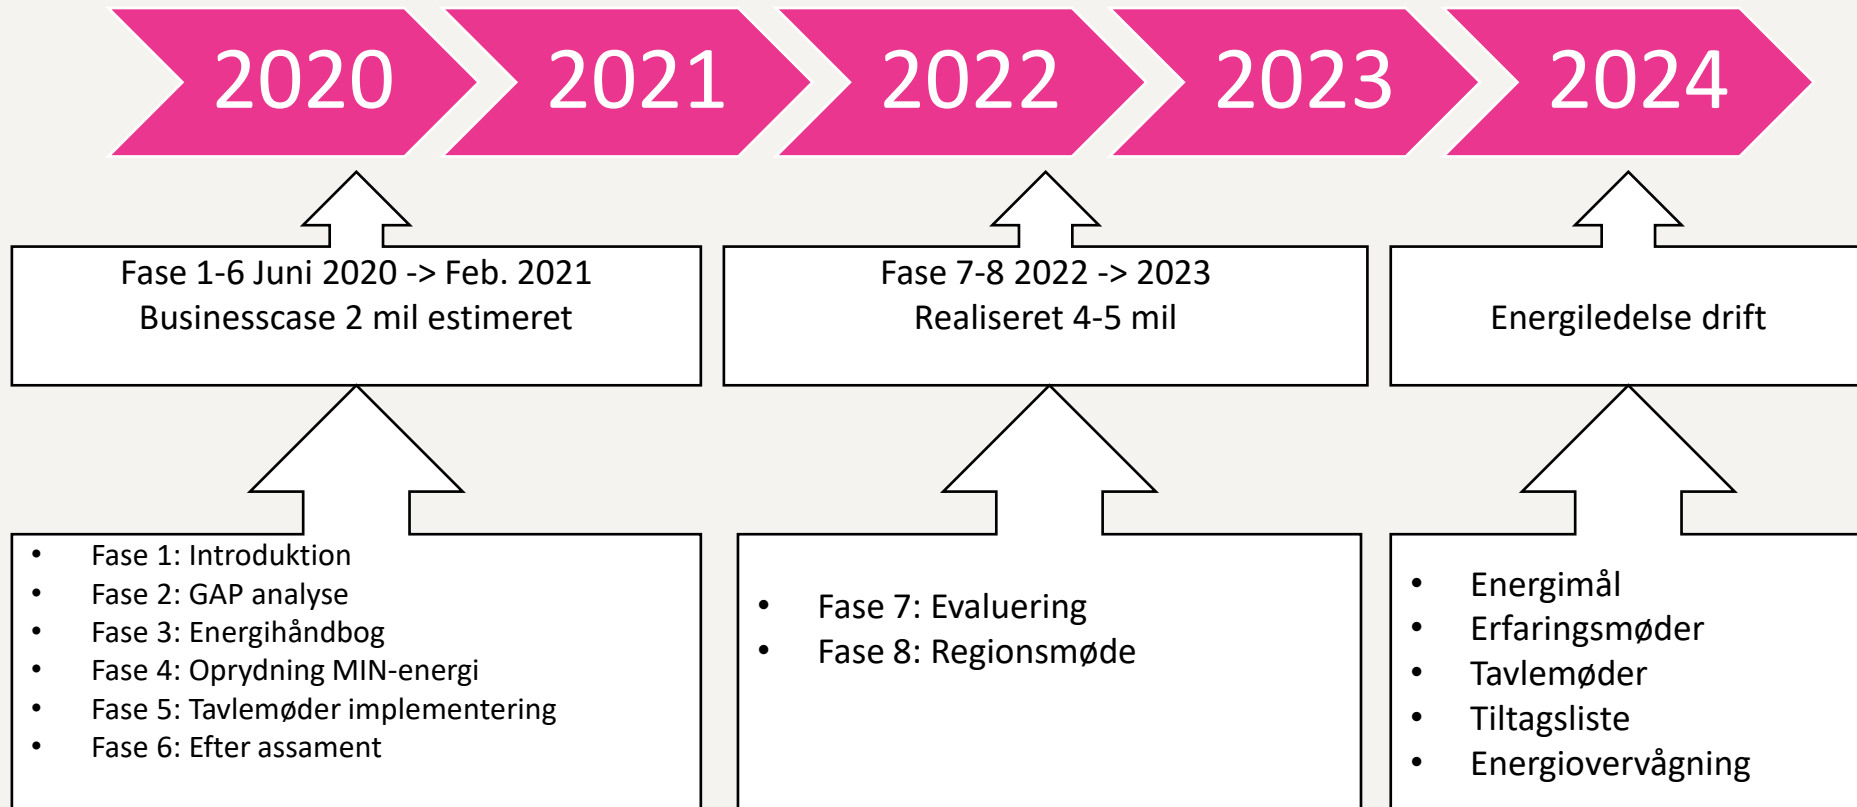 2020
2021
2022
2023
2024
Fase 1-6 Juni 2020 -> Feb. 2021
Businesscase 2 mil estimeret
Fase 7-8 2022 -> 2023
Realiseret 4-5 mil
Energiledelse drift
• Fase 1: Introduktion
• Fase 2: GAP analyse
• Fase 3: Energihåndbog
• Fase 4: Oprydning MIN-energi
• Fase 5: Tavlemøder implementering
• Fase 6: Efter assament
• Fase 7: Evaluering
• Fase 8: Regionsmøde
• Energimål
• Erfaringsmøder
• Tavlemøder
• Tiltagsliste
• Energiovervågning